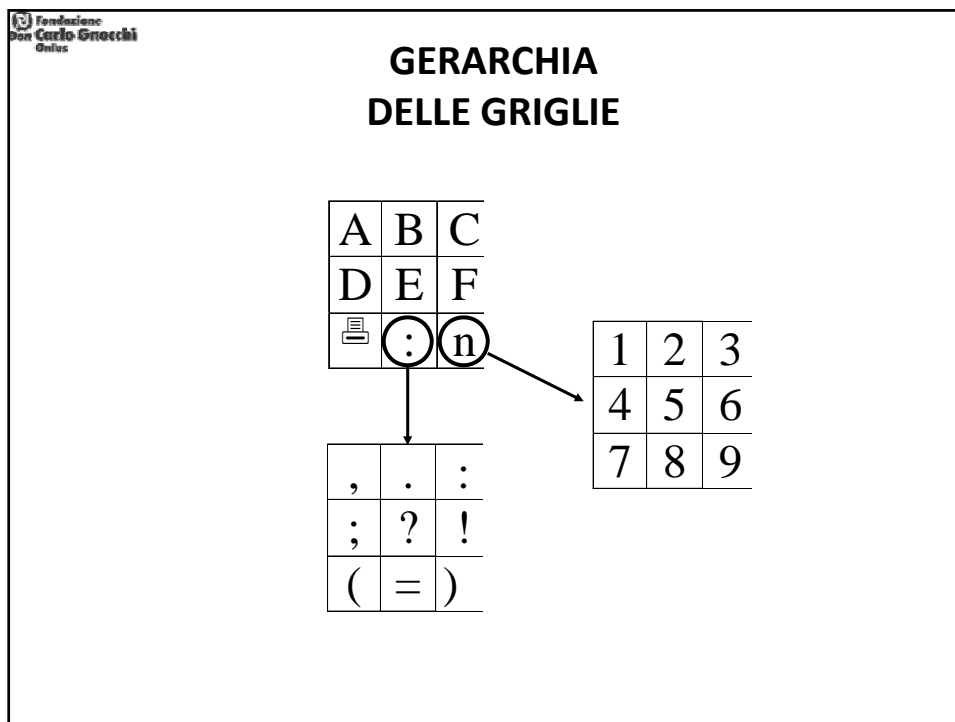 Fondazione
Don Carlo Gnocchi
Onlus
GERARCHIA
DELLE GRIGLIE
A B C
D E F
: n
1 2 3
4 5 6
7 8 9
, . :
; ? !
( = )